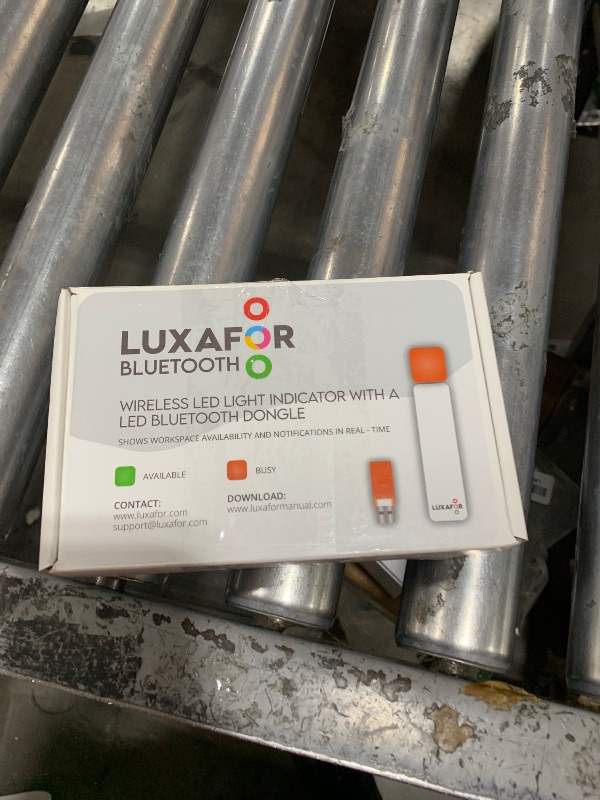 LUXAFOR
BLUETOOTH
WIRELESS LED LIGHT INDICATOR WITH A
LED BLUETOOTH DONGLE
SHOWS WORKSPACE AVAILABILITY AND NOTIFICATIONS IN REAL - TIME
AVAILABLE
BUSY
CONTACT:
www.luxafor.com
support@luxafor.com
DOWNLOAD:
www.luxaformanual.com
LUXAFOR